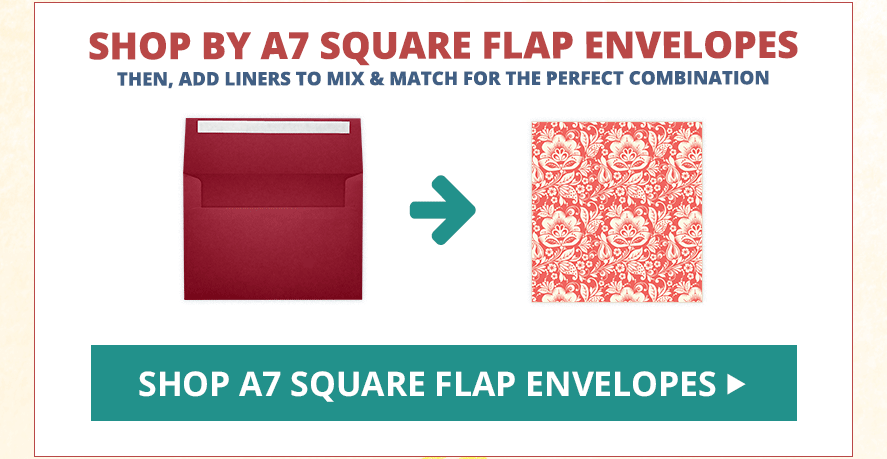 SHOP BY A7 SQUARE FLAP ENVELOPES
THEN, ADD LINERS TO MIX & MATCH FOR THE PERFECT COMBINATION
SHOP A7 SQUARE FLAP ENVELOPES